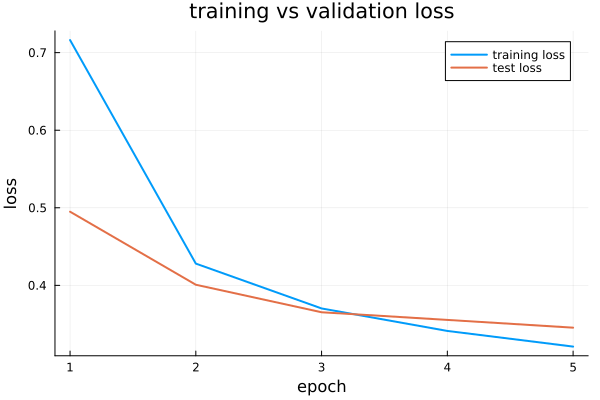 training vs validation loss
training loss
test loss
0.7
0.6
0.5
0.4
loss
1 2 3 4 5
epoch